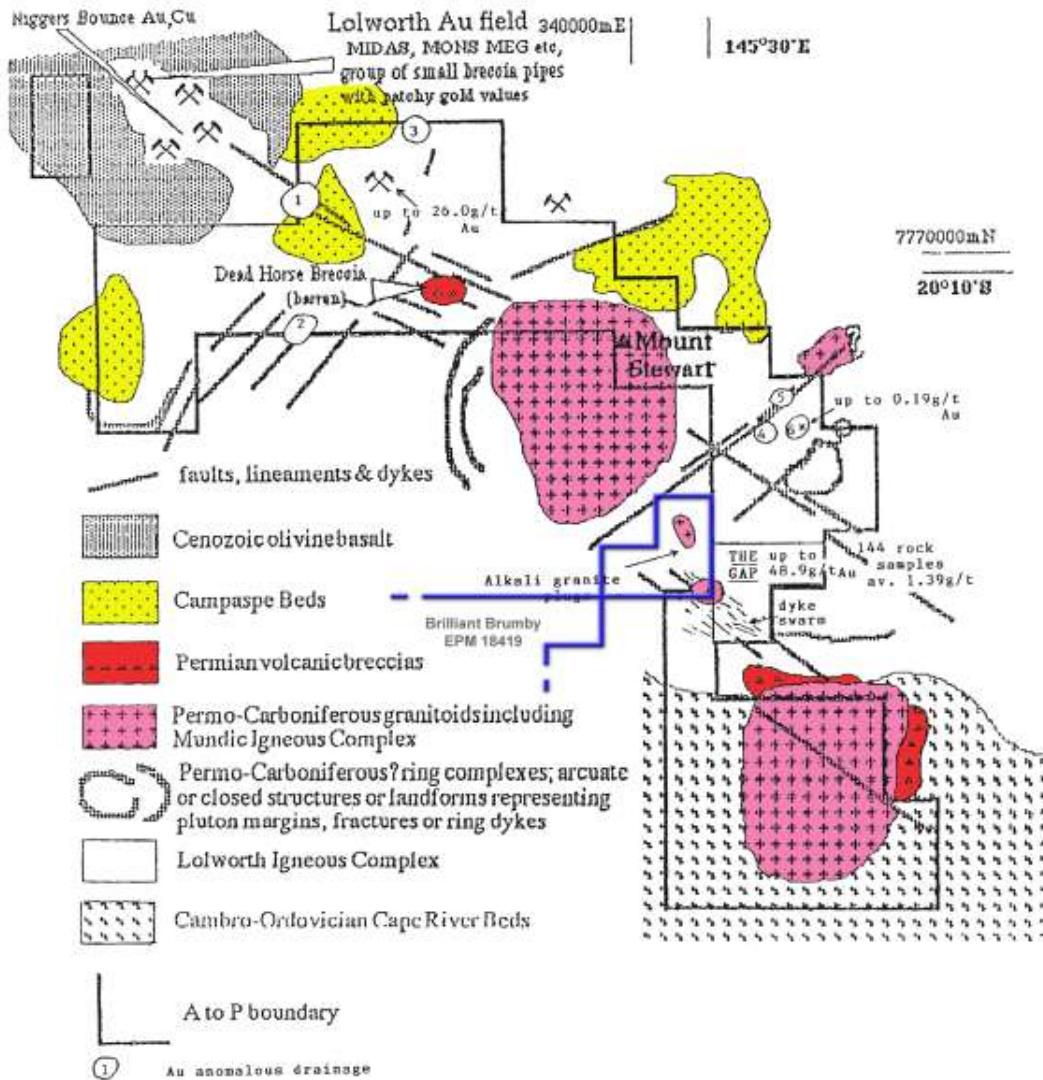 Niggers Bounce Au,Cu
Lolworth Au field
MIDAS, MONS MEG etc,
group of small breccia pipes
with patchy gold values
340000mE
145°30'E
3
1
up to 26.0g/t
Au
7770000mN
20°10'S
Dead Horse Breccia
(barren)
2
Mount
Stewart
?
5
4
6
up to 0.19g/t
Au
faults, lineaments & dykes
Cenozoic olivine basalt
Campaspe Beds
Permian volcanic breccias
Permo-Carboniferous granitoids including
Mundic Igneous Complex
Permo-Carboniferous? ring complexes; arcuate
or closed structures or landforms representing
pluton margins, fractures or ring dykes
Lolworth Igneous Complex
Cambro-Ordovician Cape River Beds
A to P boundary
1
Au anomalous drainage
Alkali granite
plugs
THE
GAP
up to
48.9g/tAu
144 rock
samples
av. 1.39g/t
dyke
swarm
Brilliant Brumby
EPM 18419